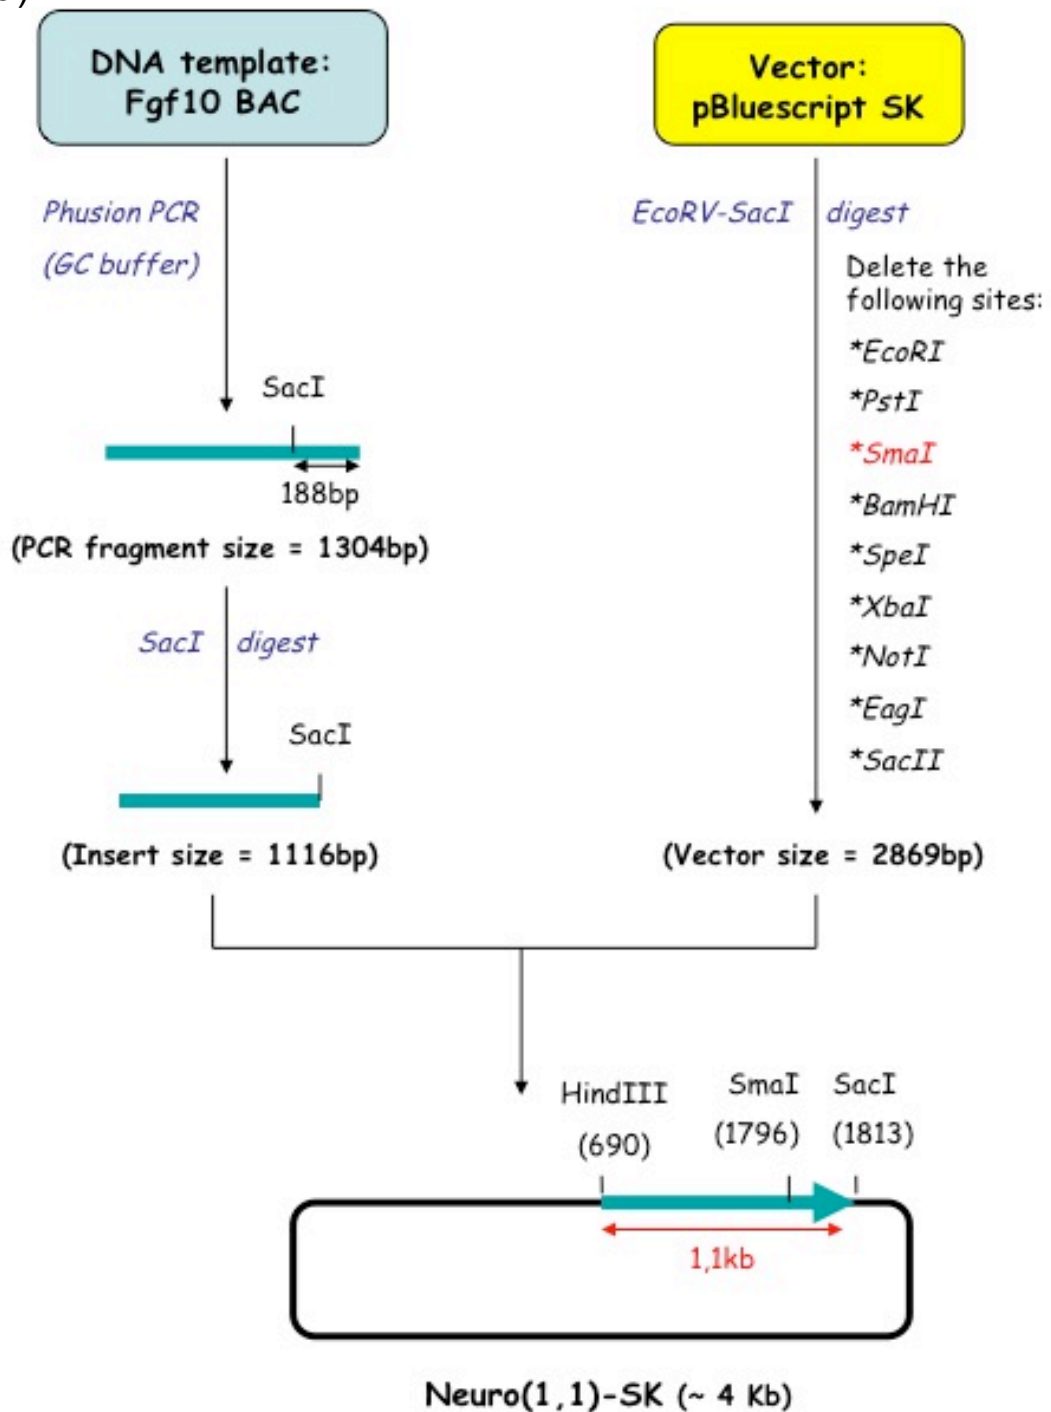 DNA template:
Fgf10 BAC
Vector:
pBluescript SK
Phusion PCR
(GC buffer)
EcoRV-SacI digest
Delete the
following sites:
*EcoRI
*PstI
*SmaI
*BamHI
*SpeI
*XbaI
*NotI
*EagI
*SacII
SacI
188bp
(PCR fragment size = 1304bp)
SacI digest
SacI
(Insert size = 1116bp)
(Vector size = 2869bp)
HindIII
(690)
SmaI
(1796)
SacI
(1813)
1,1kb
Neuro(1,1)-SK (~ 4 Kb)